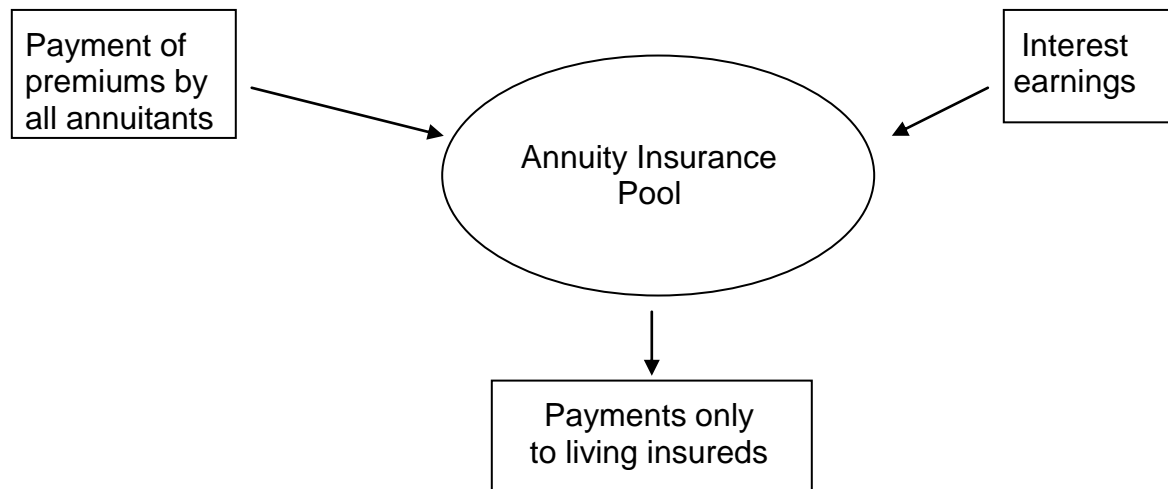 Payment of
premiums by
all annuitants
Interest
earnings
Annuity Insurance
Pool
Payments only
to living insureds